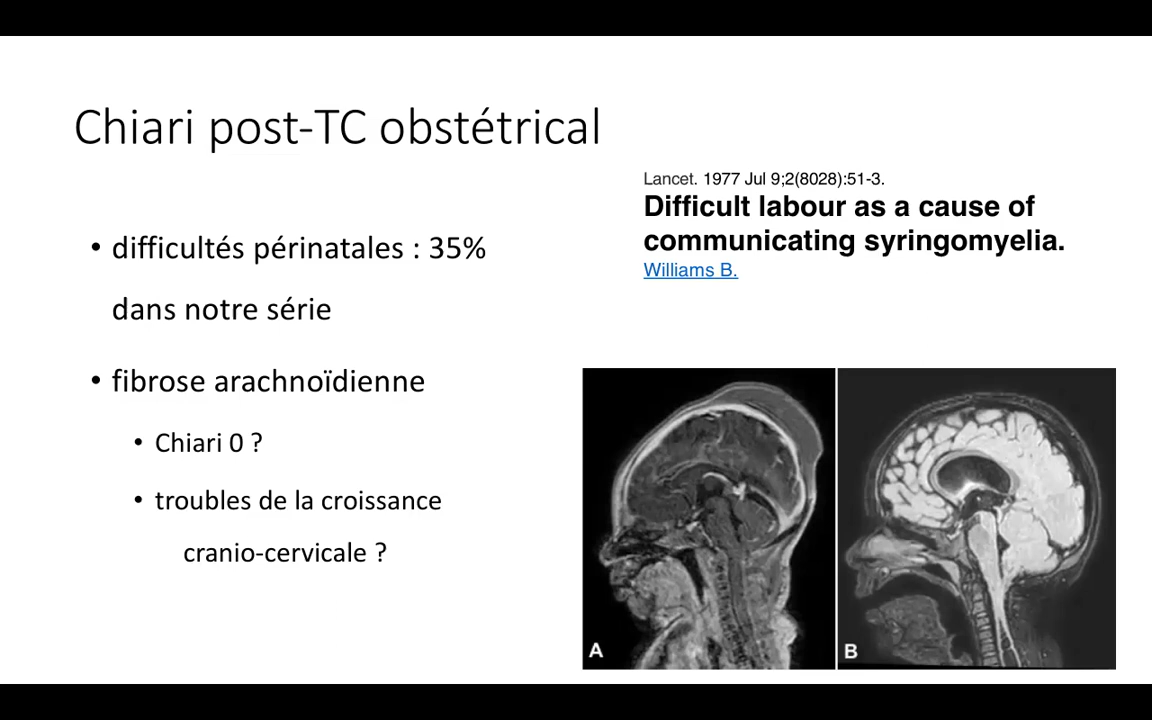 Chiari post-TC obstétrical
• difficultés périnatales : 35%
dans notre série
• fibrose arachnoïdienne
• Chiari 0 ?
• troubles de la croissance
cranio-cervicale ?
Lancet. 1977 Jul 9;2(8028):51-3.
Difficult labour as a cause of
communicating syringomyelia.
Williams B.
A
B